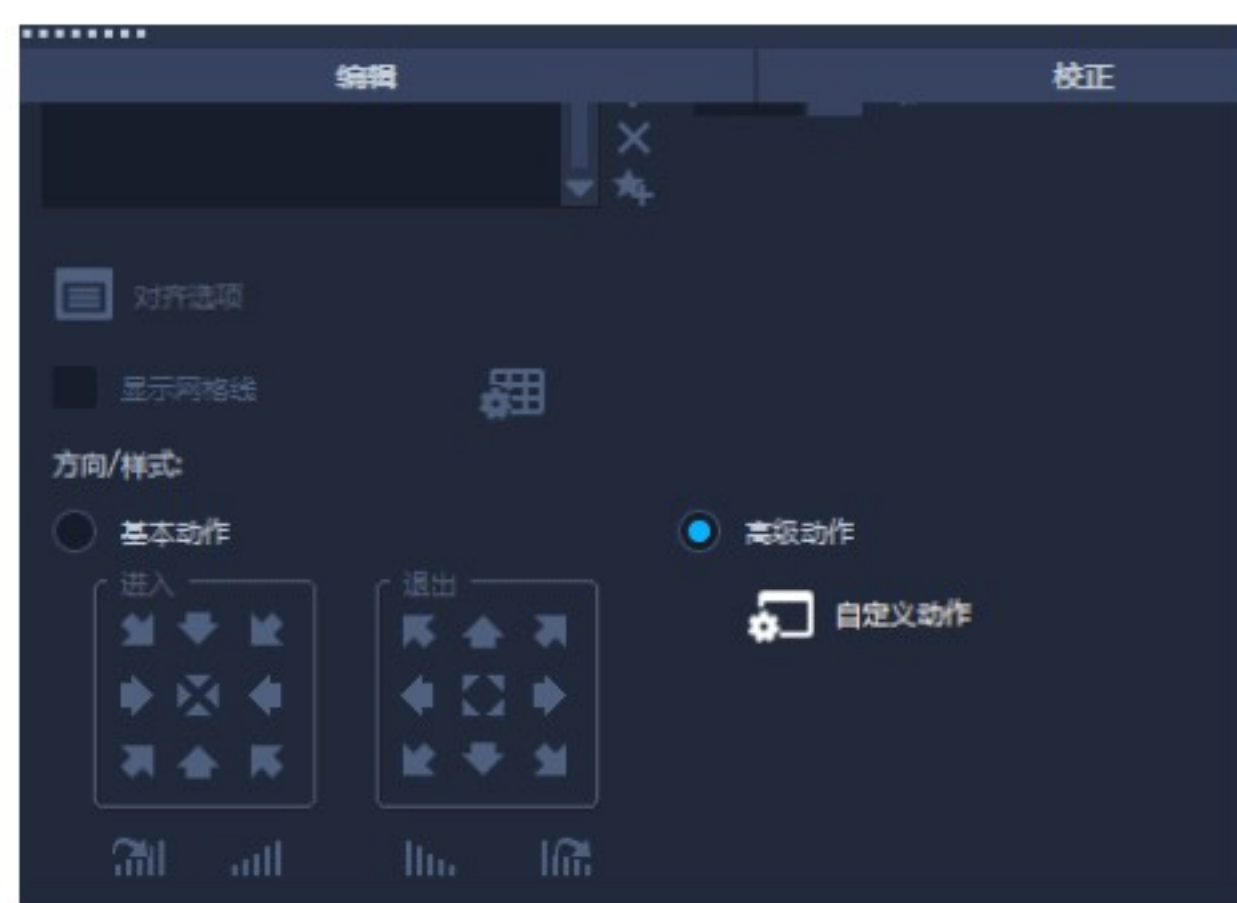 编辑 校正
对齐选项
显示网格线
方向/样式:
基本动作 高级动作
进入 退出
自定义动作